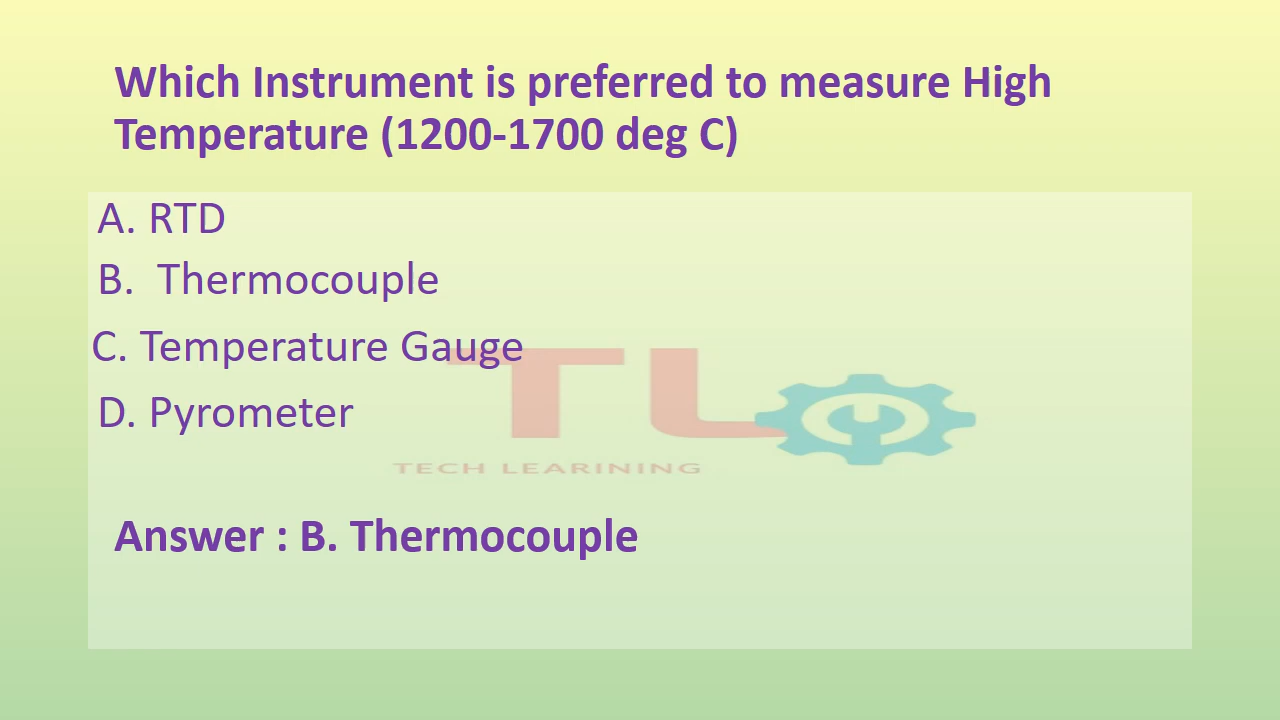 Which Instrument is preferred to measure High
Temperature (1200-1700 deg C)
A. RTD
B. Thermocouple
C. Temperature Gauge
D. Pyrometer
TL
TECH LEARINING
Answer : B. Thermocouple